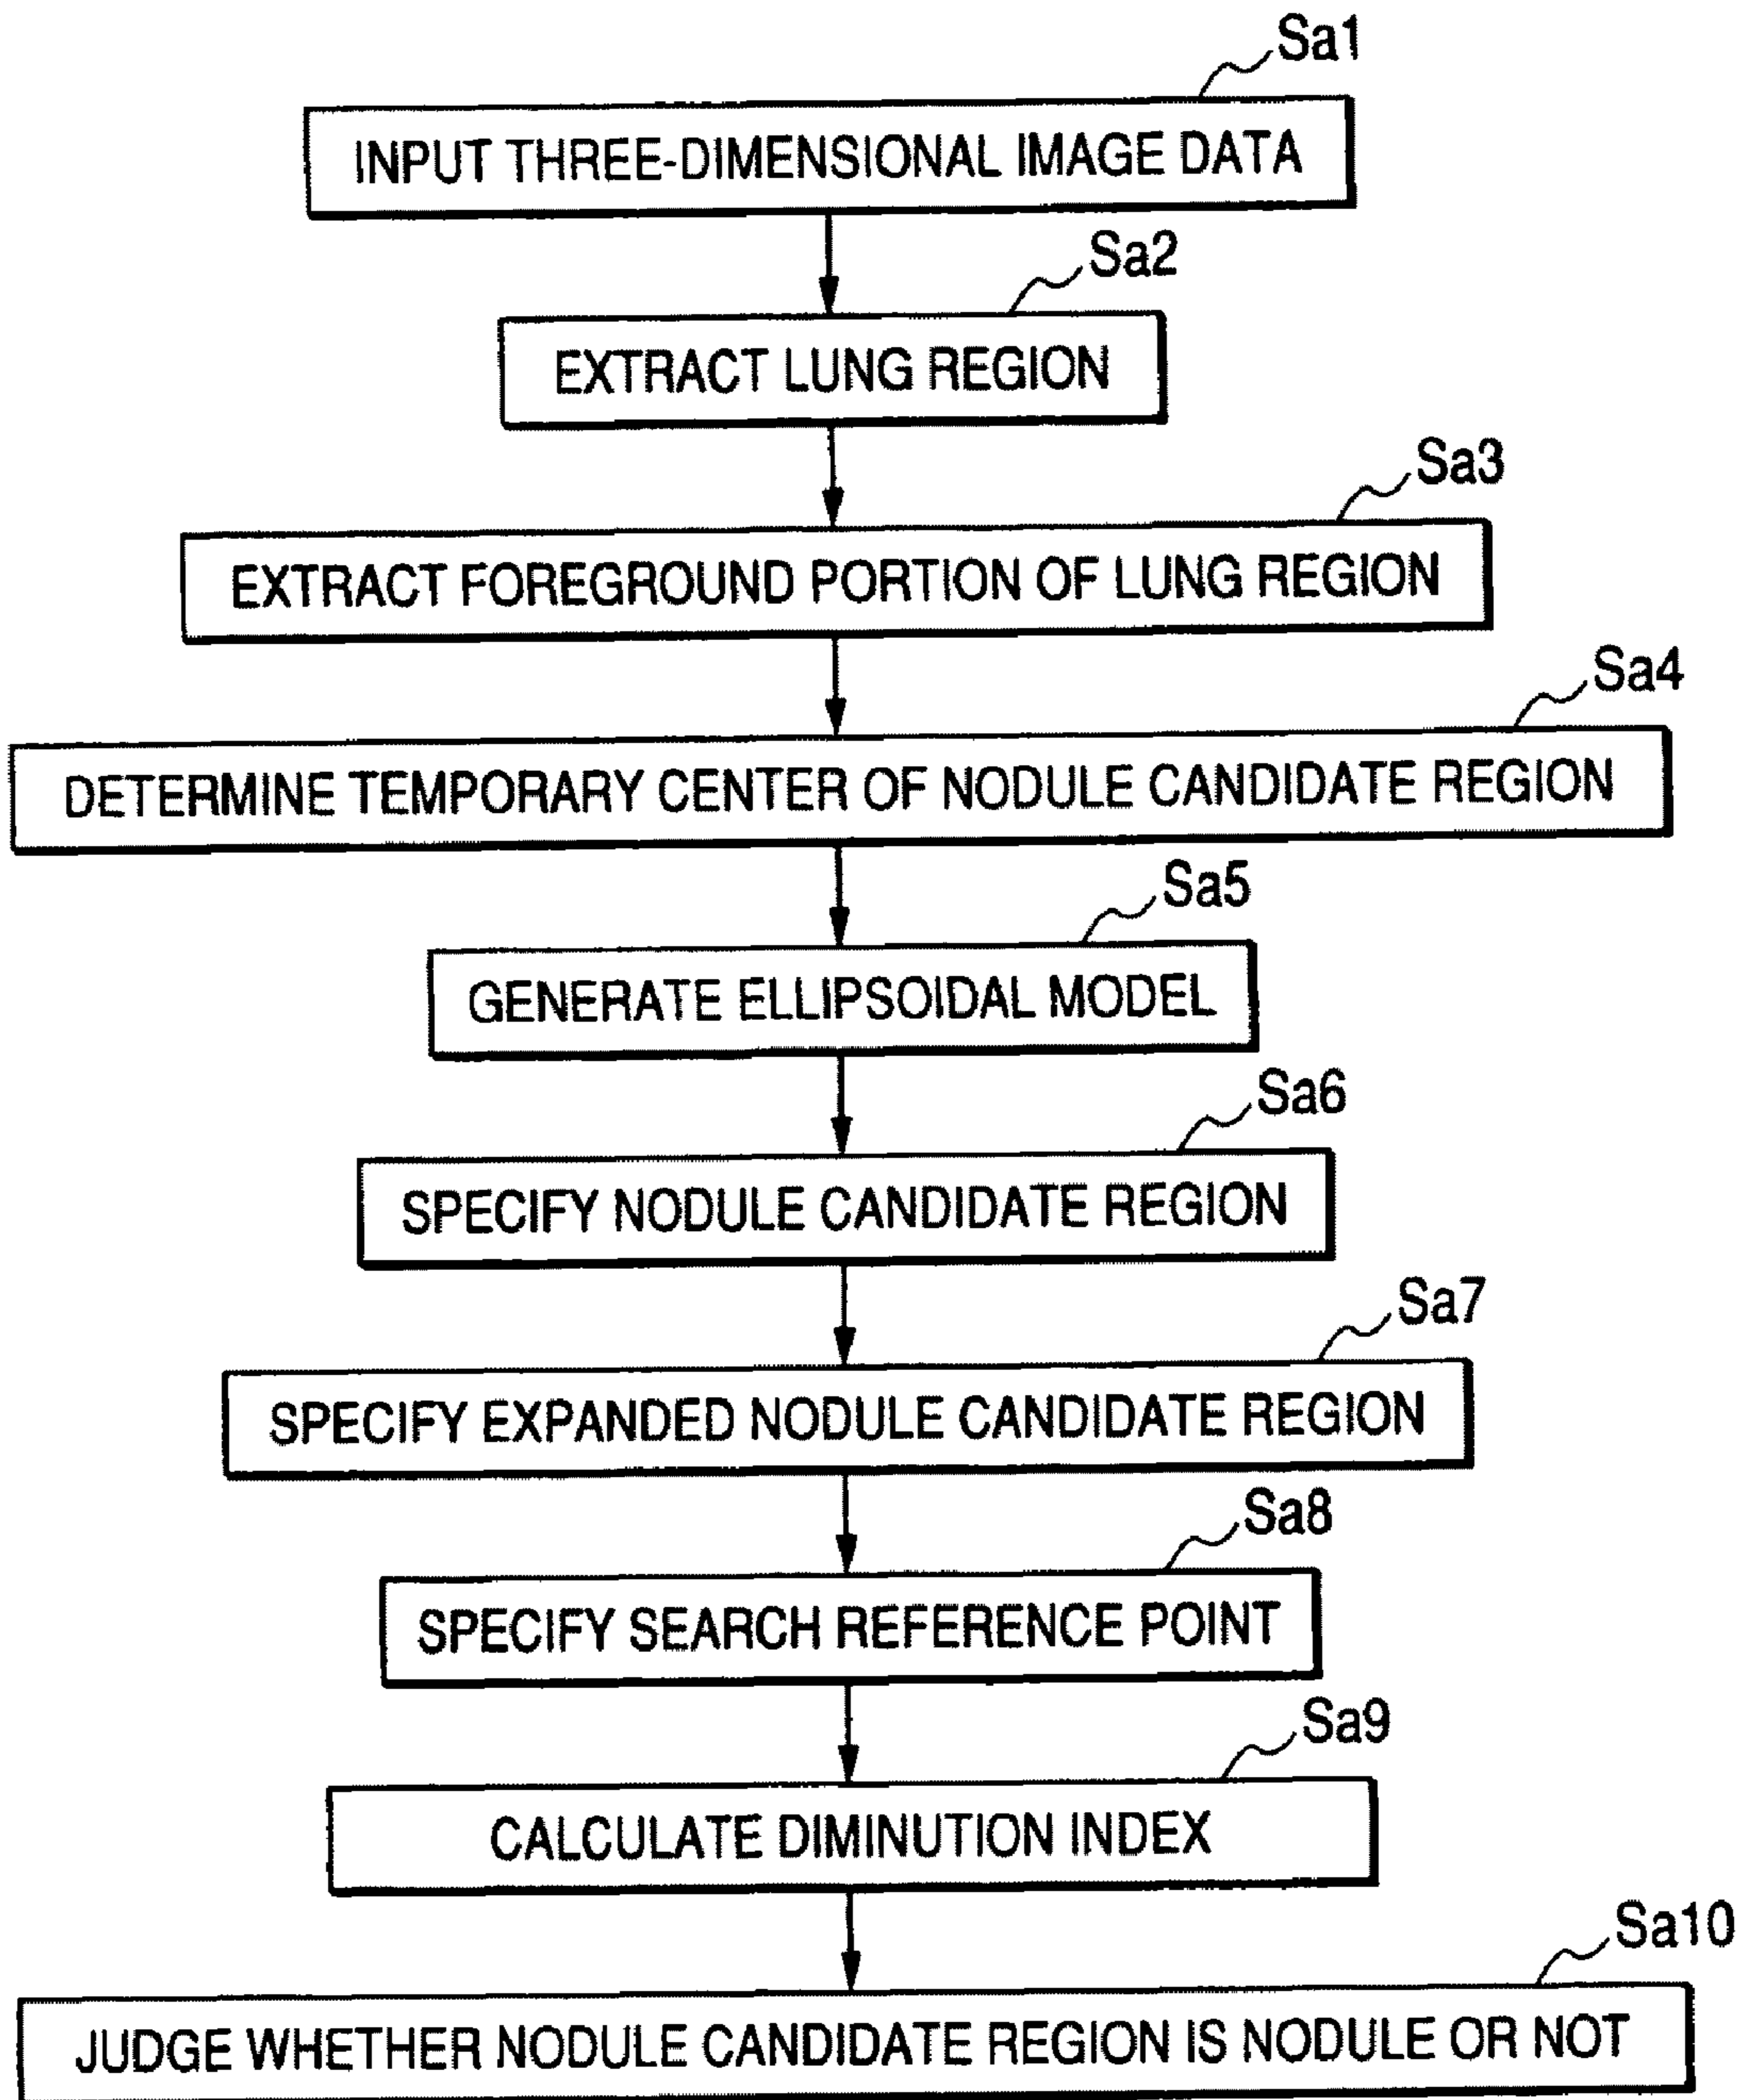 Sa1
INPUT THREE-DIMENSIONAL IMAGE DATA
Sa2
EXTRACT LUNG REGION
Sa3
EXTRACT FOREGROUND PORTION OF LUNG REGION
Sa4
DETERMINE TEMPORARY CENTER OF NODULE CANDIDATE REGION
Sa5
GENERATE ELLIPSOIDAL MODEL
Sa6
SPECIFY NODULE CANDIDATE REGION
Sa7
SPECIFY EXPANDED NODULE CANDIDATE REGION
Sa8
SPECIFY SEARCH REFERENCE POINT
Sa9
CALCULATE DIMINUTION INDEX
Sa10
JUDGE WHETHER NODULE CANDIDATE REGION IS NODULE OR NOT